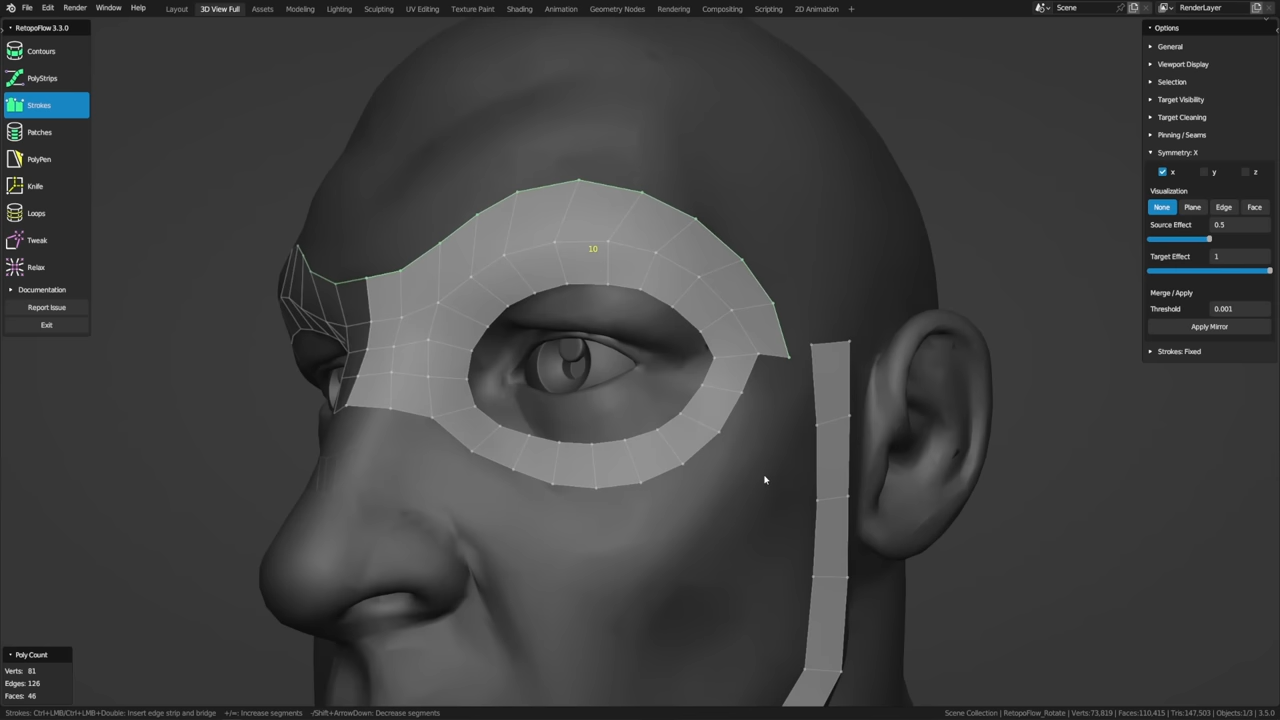 File Edit Render Window Help Layout 3D View Full Assets Modeling Lighting Sculpting UV Editing Texture Paint Shading Animation Geometry Nodes Rendering Compositing Scripting 2D Animation + Scene RenderLayer
RetopoFlow 3.3.0
Contours
PolyStrips
Strokes
Patches
PolyPen
Knife
Loops
Tweak
Relax
Documentation
Report Issue
Exit
10
Options
General
Viewport Display
Selection
Target Visibility
Target Cleaning
Pinning / Seams
Symmetry: X
x y z
Visualization
None Plane Edge Face
Source Effect 0.5
Target Effect 1
Merge / Apply
Threshold 0.001
Apply Mirror
Strokes: Fixed
Poly Count
Verts: 81
Edges: 126
Faces: 46
Strokes: Ctrl+LMB/Ctrl+LMB+Double: Insert edge strip and bridge +/=: Increase segments -/Shift+ArrowDown: Decrease segments Scene Collection | RetopoFlow_Rotate | Verts:73,819 | Faces:110,415 | Tris:147,503 | Objects:1/3 | 3.5.0